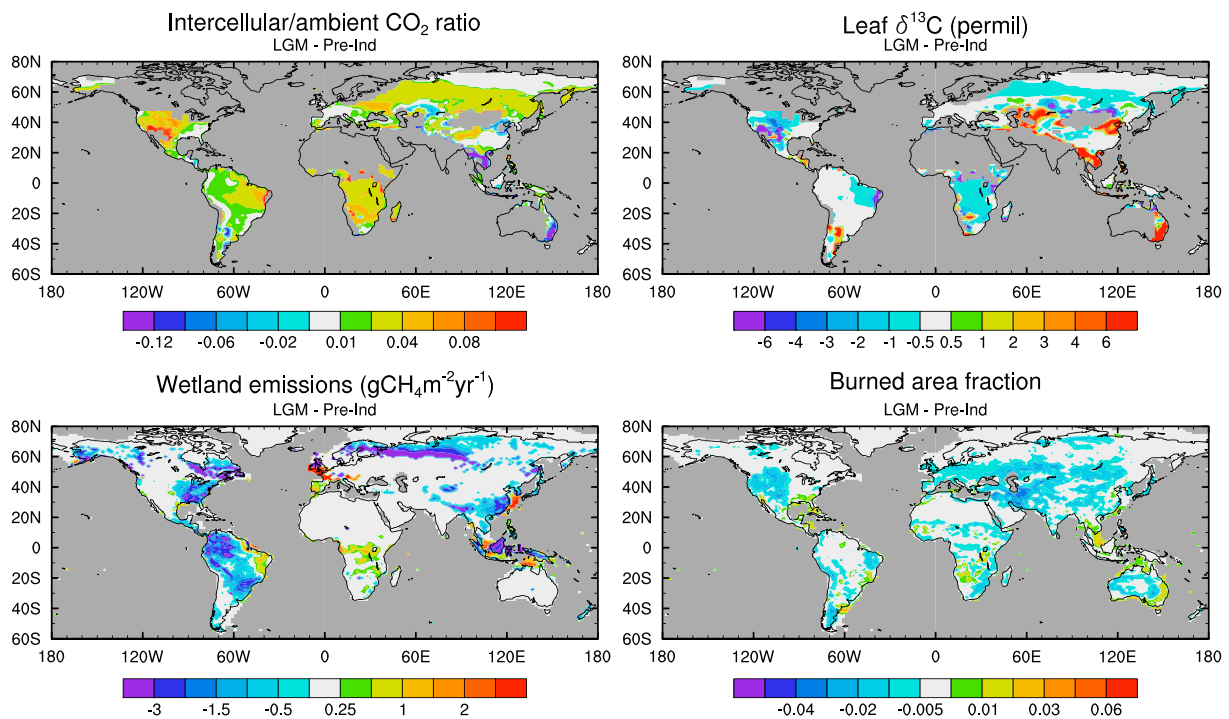 Intercellular/ambient CO₂ ratio
LGM - Pre-Ind
80N
60N
40N
20N
0
20S
40S
60S
180 120W 60W 0 60E 120E 180
-0.12 -0.06 -0.02 0.01 0.04 0.08
Leaf δ¹³C (permil)
LGM - Pre-Ind
80N
60N
40N
20N
0
20S
40S
60S
180 120W 60W 0 60E 120E 180
-6 -4 -3 -2 -1 -0.5 0.5 1 2 3 4 6
Wetland emissions (gCH₄m⁻²yr⁻¹)
LGM - Pre-Ind
80N
60N
40N
20N
0
20S
40S
60S
180 120W 60W 0 60E 120E 180
-3 -1.5 -0.5 0.25 1 2
Burned area fraction
LGM - Pre-Ind
80N
60N
40N
20N
0
20S
40S
60S
180 120W 60W 0 60E 120E 180
-0.04 -0.02 -0.005 0.01 0.03 0.06